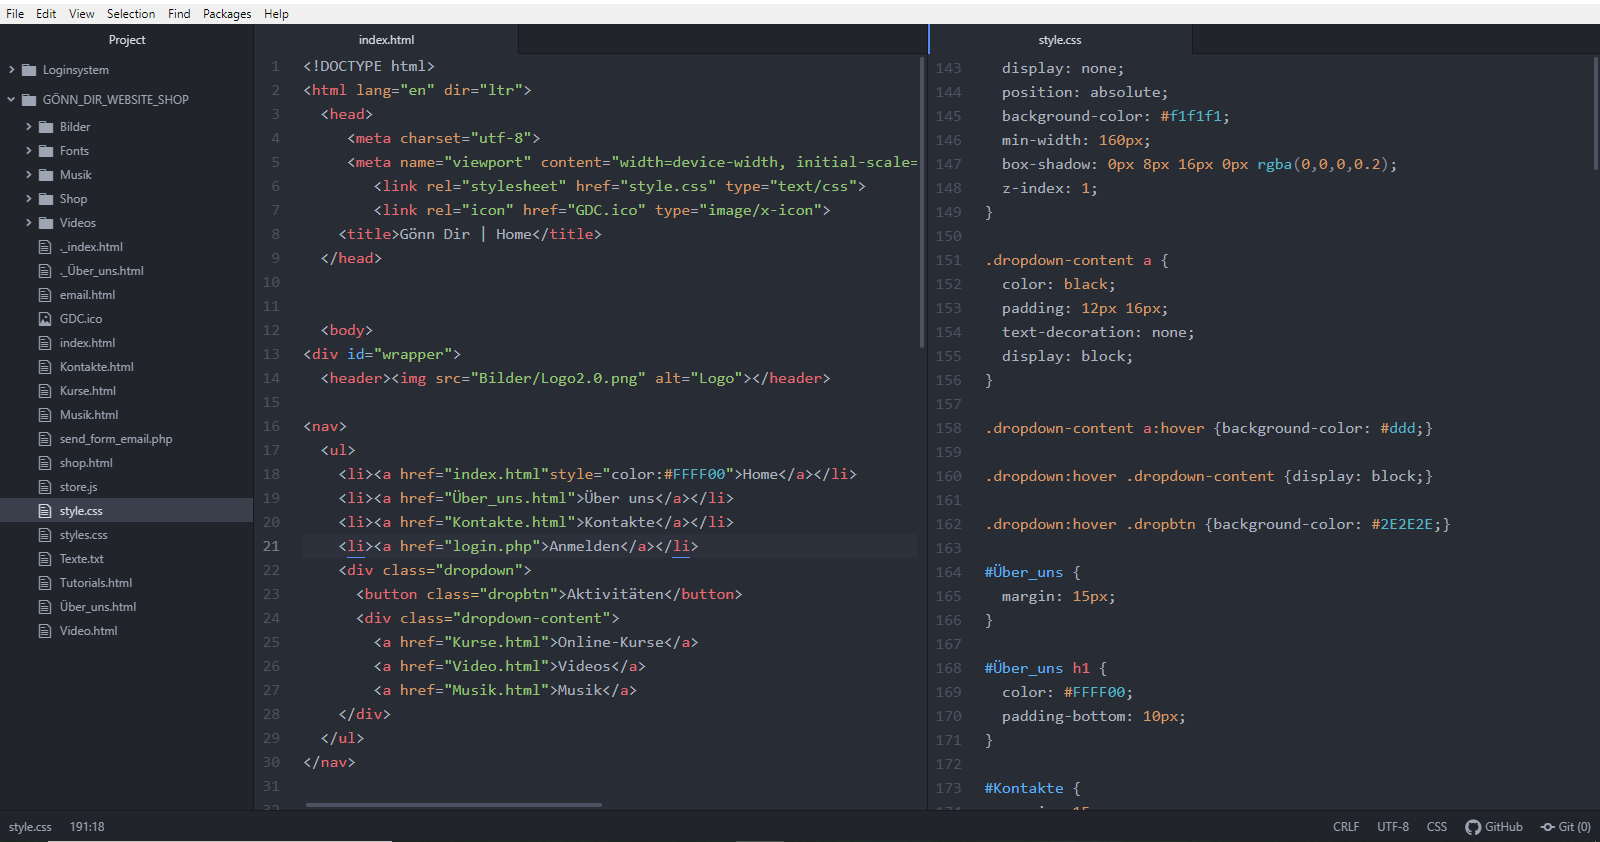 File Edit View Selection Find Packages Help
Project
Loginsystem
GÖNN_DIR_WEBSITE_SHOP
Bilder
Fonts
Musik
Shop
Videos
._index.html
._Über_uns.html
email.html
GDC.ico
index.html
Kontakte.html
Kurse.html
Musik.html
send_form_email.php
shop.html
store.js
style.css
styles.css
Texte.txt
Tutorials.html
Über_uns.html
Video.html
index.html
1 <!DOCTYPE html>
2 <html lang="en" dir="ltr">
3 <head>
4 <meta charset="utf-8">
5 <meta name="viewport" content="width=device-width, initial-scale=
6 <link rel="stylesheet" href="style.css" type="text/css">
7 <link rel="icon" href="GDC.ico" type="image/x-icon">
8 <title>Gönn Dir | Home</title>
9 </head>
10
11
12 <body>
13 <div id="wrapper">
14 <header><img src="Bilder/Logo2.0.png" alt="Logo"></header>
15
16 <nav>
17 <ul>
18 <li><a href="index.html"style="color:#FFFF00">Home</a></li>
19 <li><a href="Über_uns.html">Über uns</a></li>
20 <li><a href="Kontakte.html">Kontakte</a></li>
21 <li><a href="login.php">Anmelden</a></li>
22 <div class="dropdown">
23 <button class="dropbtn">Aktivitäten</button>
24 <div class="dropdown-content">
25 <a href="Kurse.html">Online-Kurse</a>
26 <a href="Video.html">Videos</a>
27 <a href="Musik.html">Musik</a>
28 </div>
29 </ul>
30 </nav>
31
32
style.css
143 display: none;
144 position: absolute;
145 background-color: #f1f1f1;
146 min-width: 160px;
147 box-shadow: 0px 8px 16px 0px rgba(0,0,0,0.2);
148 z-index: 1;
149 }
150
151 .dropdown-content a {
152 color: black;
153 padding: 12px 16px;
154 text-decoration: none;
155 display: block;
156 }
157
158 .dropdown-content a:hover {background-color: #ddd;}
159
160 .dropdown:hover .dropdown-content {display: block;}
161
162 .dropdown:hover .dropbtn {background-color: #2E2E2E;}
163
164 #Über_uns {
165 margin: 15px;
166 }
167
168 #Über_uns h1 {
169 color: #FFFF00;
170 padding-bottom: 10px;
171 }
172
173 #Kontakte {
style.css 191:18 CRLF UTF-8 CSS GitHub Git (0)